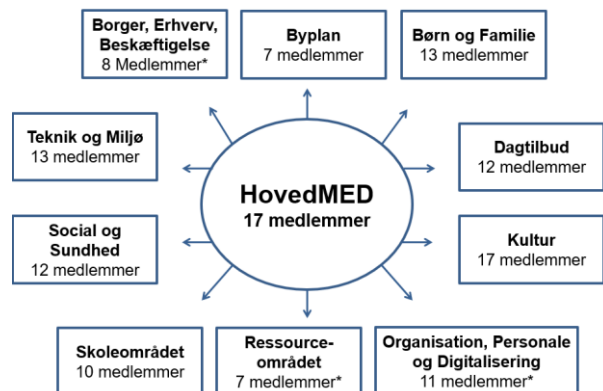 Borger, Erhverv,
Beskæftigelse
8 Medlemmer*
Byplan
7 medlemmer
Børn og Familie
13 medlemmer
Teknik og Miljø
13 medlemmer
Dagtilbud
12 medlemmer
HovedMED
17 medlemmer
Social og
Sundhed
12 medlemmer
Kultur
17 medlemmer
Skoleområdet
10 medlemmer
Ressource-
området
7 medlemmer*
Organisation, Personale
og Digitalisering
11 medlemmer*